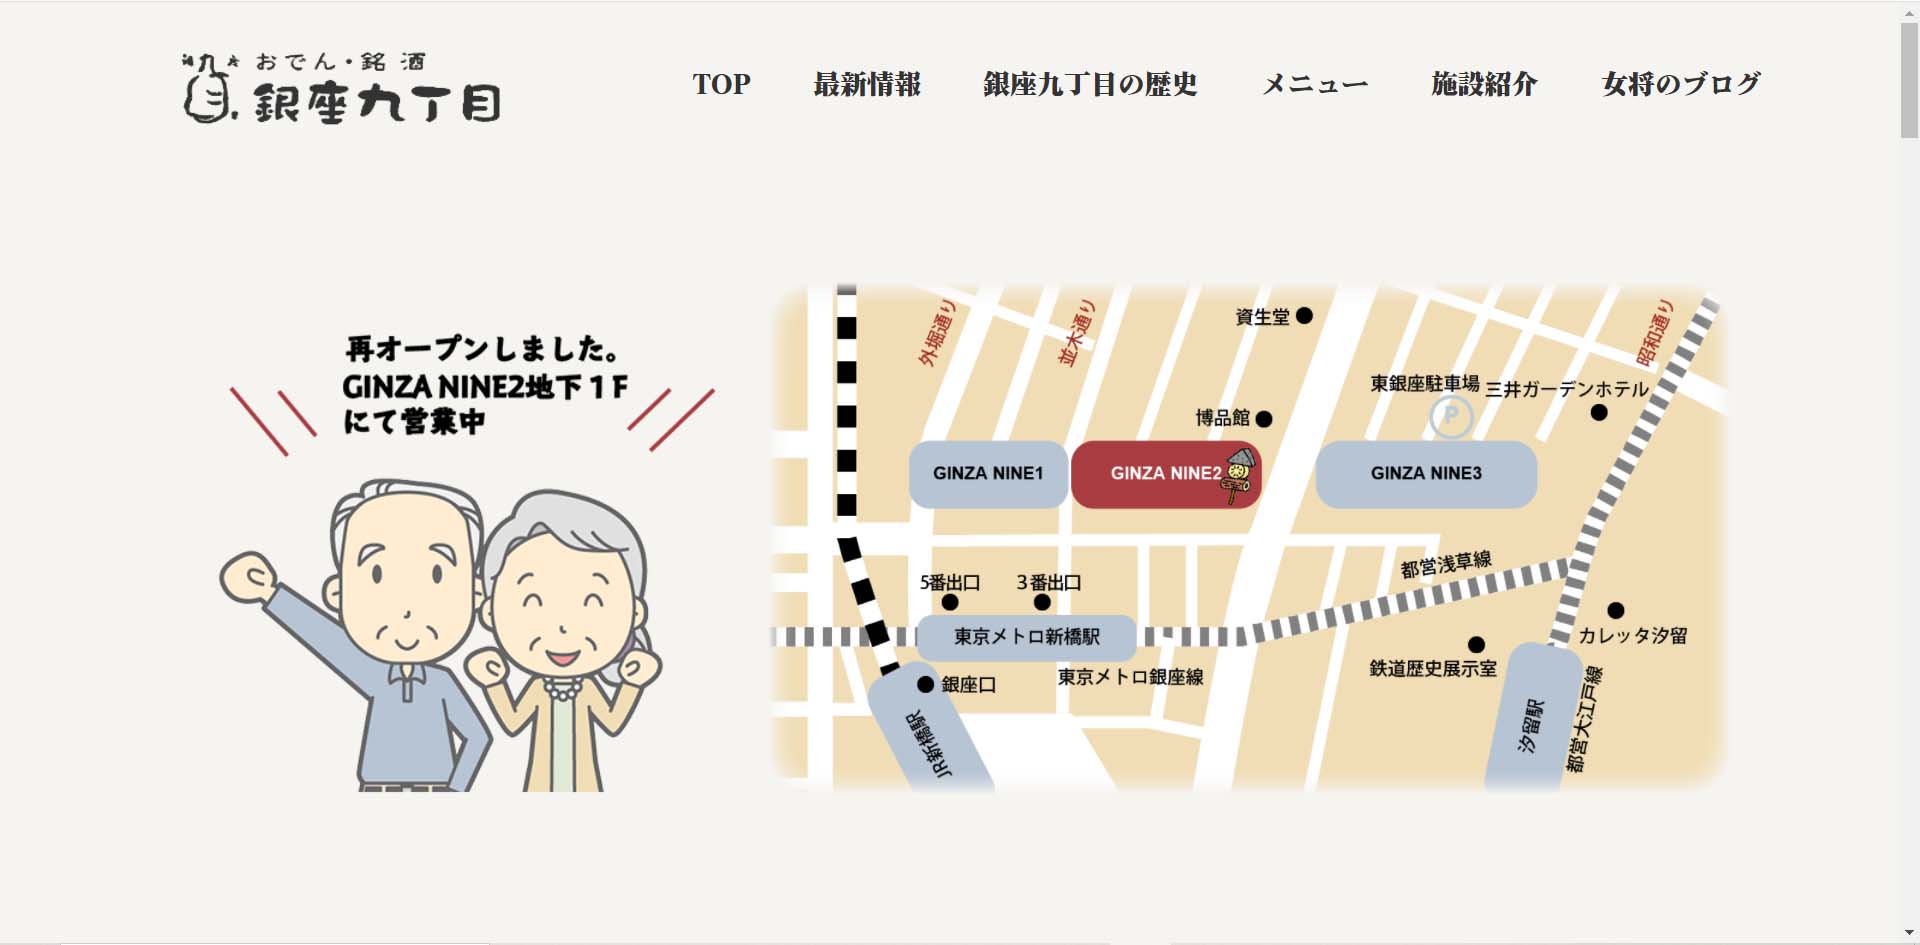 おでん・銘酒
銀座九丁目
TOP
最新情報
銀座九丁目の歴史
メニュー
施設紹介
女将のブログ
再オープンしました。
GINZA NINE2地下１F
にて営業中
外堀通り
並木通り
資生堂
昭和通り
東銀座駐車場
三井ガーデンホテル
P
博品館
GINZA NINE1
GINZA NINE2
GINZA NINE3
都営浅草線
5番出口
３番出口
東京メトロ新橋駅
カレッタ汐留
鉄道歴史展示室
東京メトロ銀座線
銀座口
JR新橋駅
汐留駅
都営大江戸線